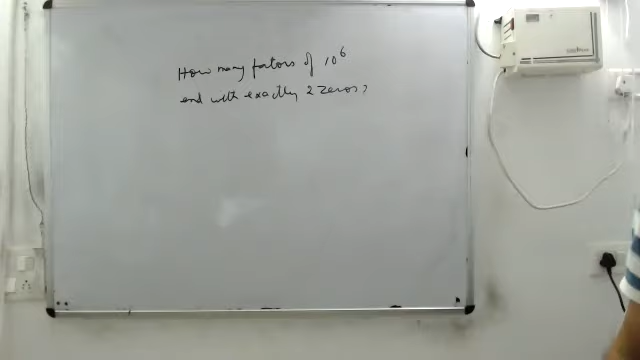 How many factors of 10^6
end with exactly 2 zeros?